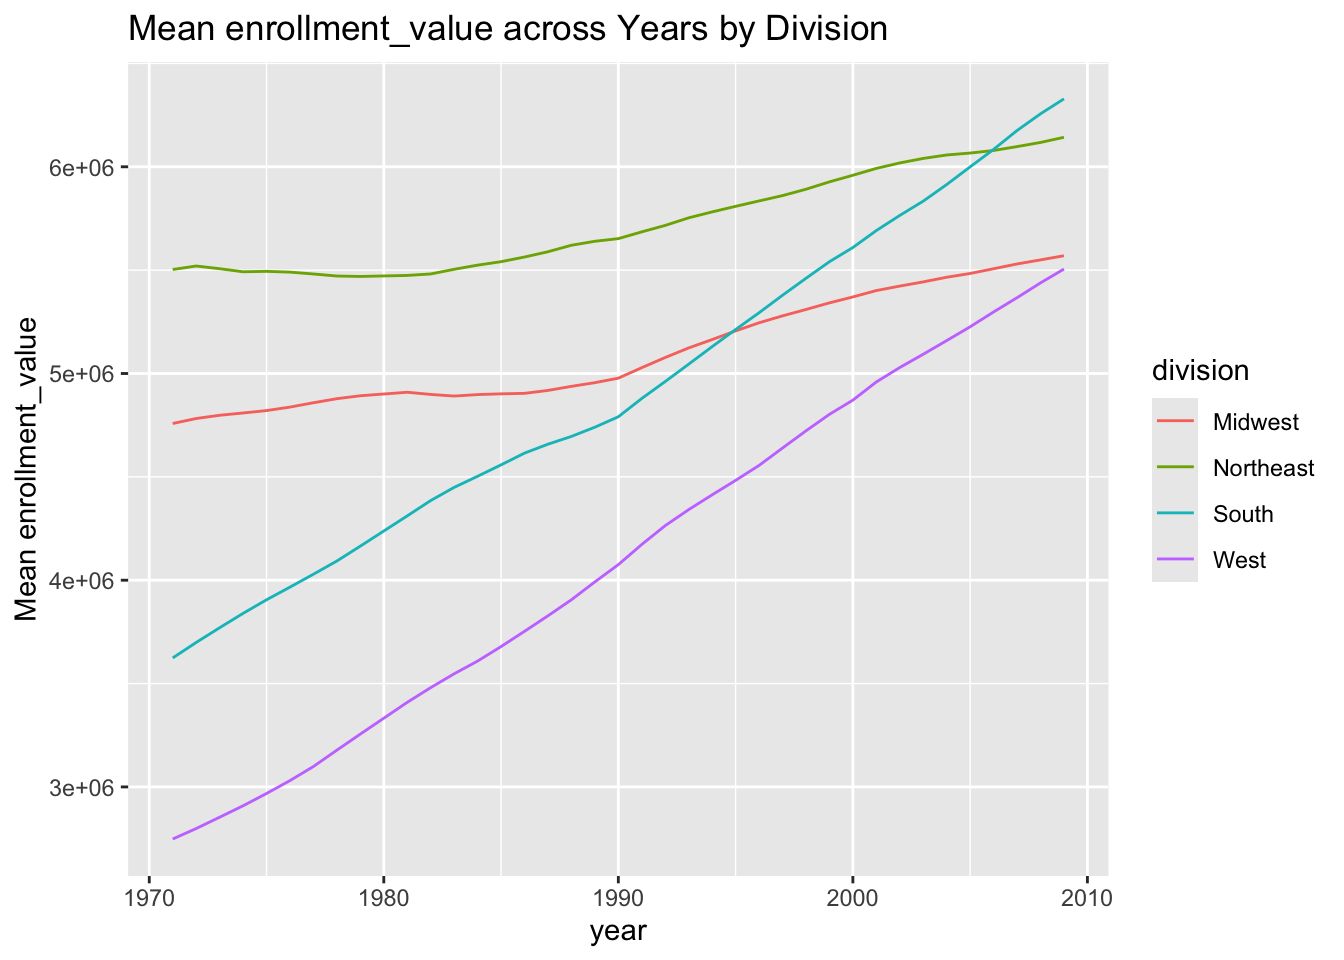 Mean enrollment_value across Years by Division
Mean enrollment_value
6e+06
5e+06
4e+06
3e+06
1970 1980 1990 2000 2010
year
division
Midwest
Northeast
South
West